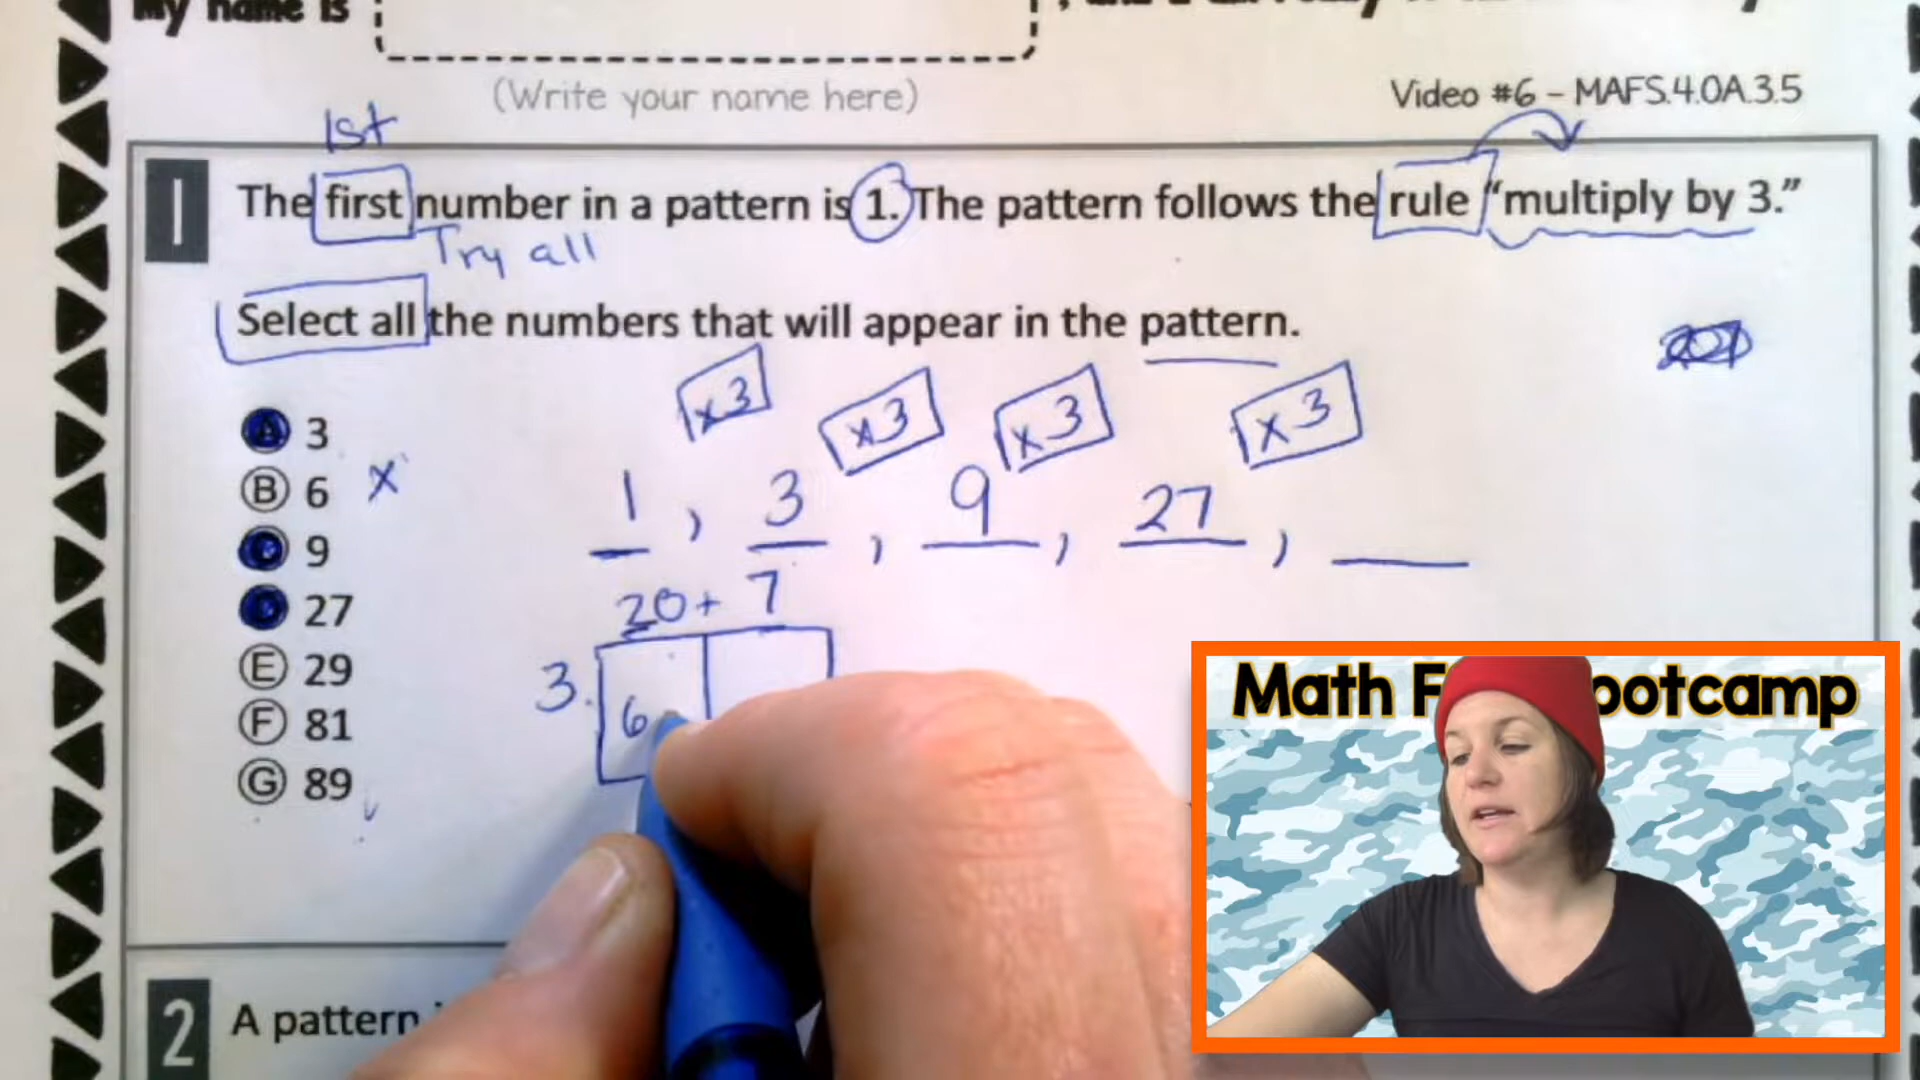 My name is
(Write your name here)
Video #6 - MAFS.4.OA.3.5
1st
1 The first number in a pattern is 1. The pattern follows the rule "multiply by 3."
Try all
Select all the numbers that will appear in the pattern.
x3 x3 x3 x3
A 3
B 6 x
9
D 27
E 29
F 81
G 89
1, 3, 9, 27,
20 + 7
3. 6
2 A pattern
Math F ootcamp